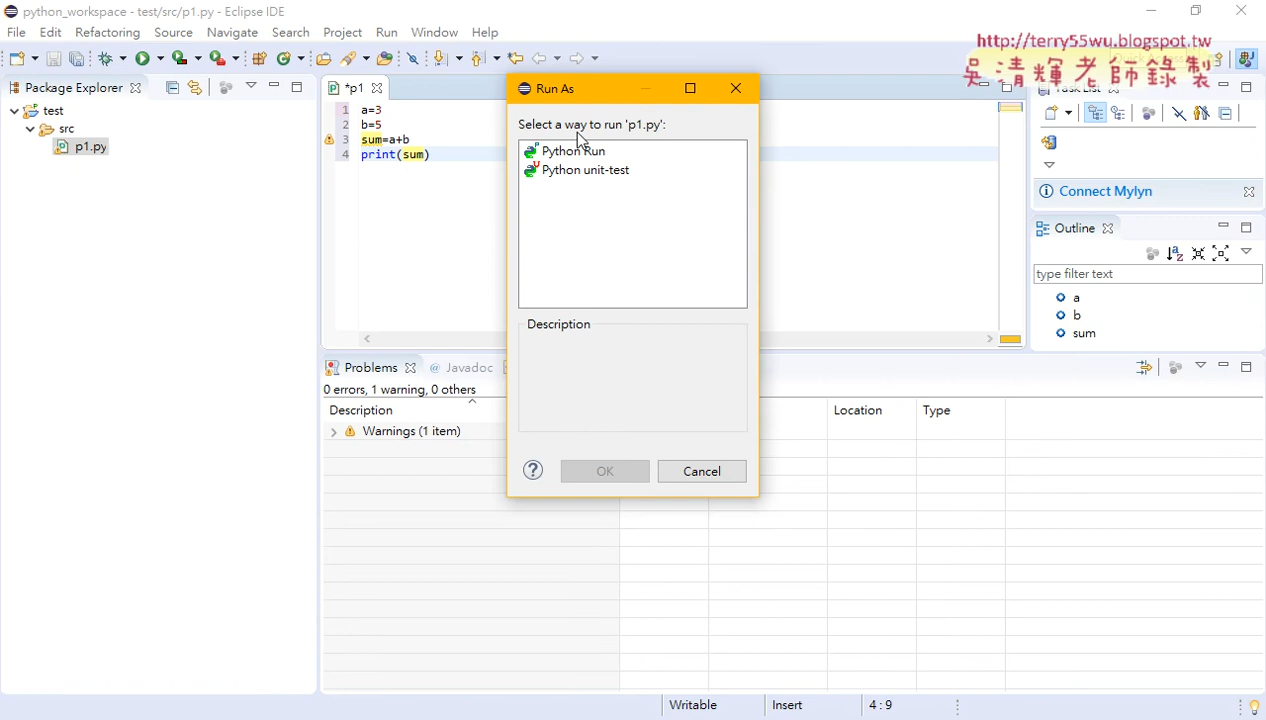 python_workspace - test/src/p1.py - Eclipse IDE
File Edit Refactoring Source Navigate Search Project Run Window Help
http://terry55wu.blogspot.tw
吳清輝老師錄製
Package Explorer
*p1
Run As
Task List
test
src
p1.py
1 a=3
2 b=5
3 sum=a+b
4 print(sum)
Select a way to run 'p1.py':
Python Run
Python unit-test
Description
OK
Cancel
Connect Mylyn
Outline
type filter text
a
b
sum
Problems
@ Javadoc
0 errors, 1 warning, 0 others
Description
Location
Type
Warnings (1 item)
Writable
Insert
4 : 9